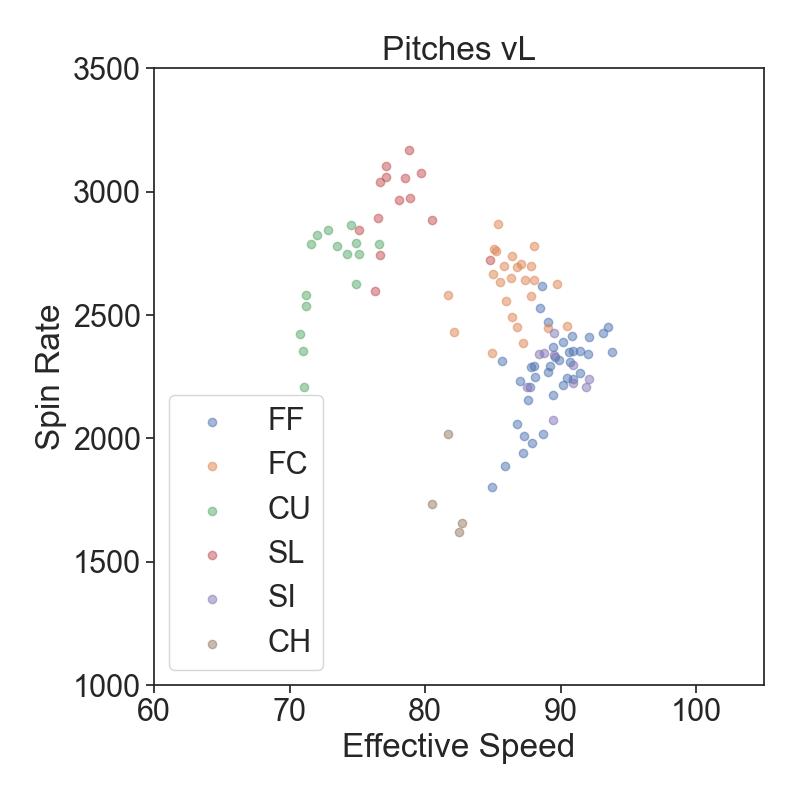 Pitches vL
3500
3000
2500
2000
1500
1000
Spin Rate
FF
FC
CU
SL
SI
CH
60 70 80 90 100
Effective Speed